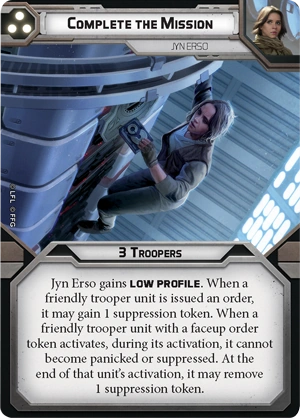 COMPLETE THE MISSION
JYN ERSO
LFL © FFG
3 TROOPERS
Jyn Erso gains LOW PROFILE. When a
friendly trooper unit is issued an order,
it may gain 1 suppression token. When a
friendly trooper unit with a faceup order
token activates, during its activation, it cannot
become panicked or suppressed. At the
end of that unit's activation, it may remove
1 suppression token.